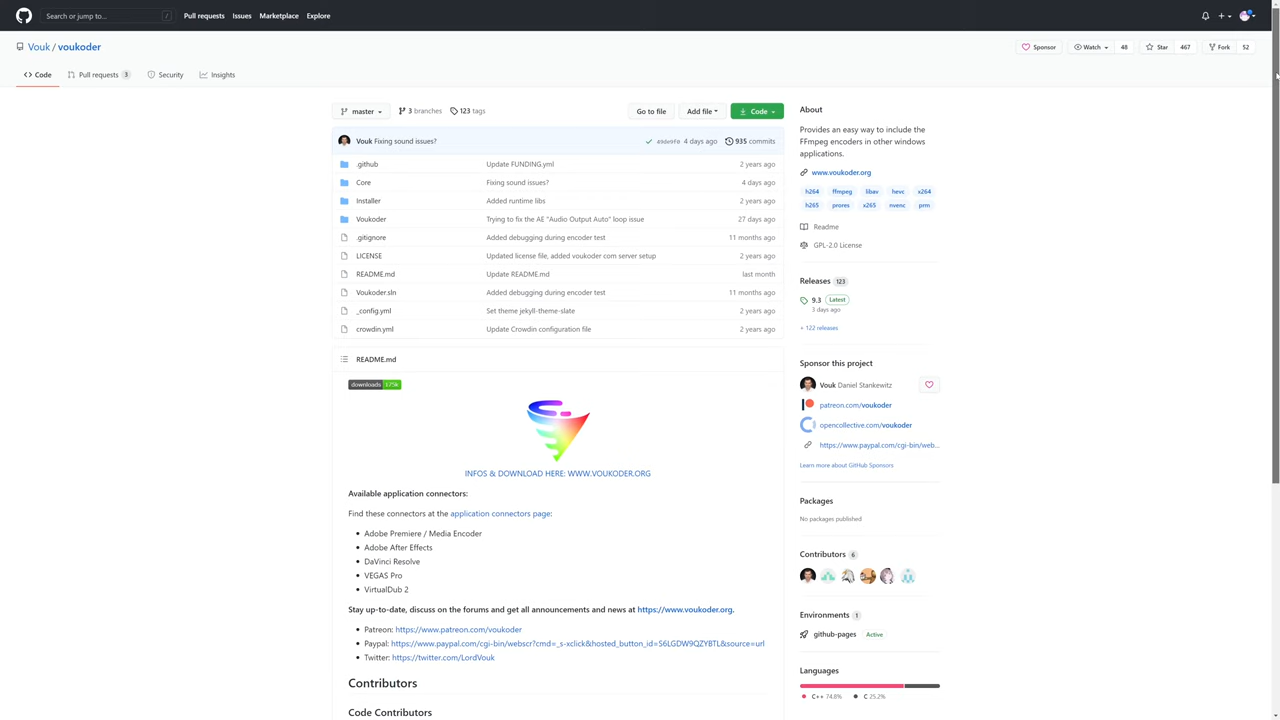 Search or jump to... /
Pull requests Issues Marketplace Explore
Vouk / voukoder
Sponsor Watch 48 Star 467 Fork 52
Code Pull requests 3 Security Insights
master 3 branches 123 tags Go to file Add file Code
Vouk Fixing sound issues? 4 days ago 935 commits
.github Update FUNDING.yml 2 years ago
Core Fixing sound issues? 4 days ago
Installer Added runtime libs 2 years ago
Voukoder Trying to fix the AE "Audio Output Auto" loop issue 27 days ago
.gitignore Added debugging during encoder test 11 months ago
LICENSE Updated license file, added voukoder com server setup 2 years ago
README.md Update README.md last month
Voukoder.sln Added debugging during encoder test 11 months ago
_config.yml Set theme jekyll-theme-slate 2 years ago
crowdin.yml Update Crowdin configuration file 2 years ago
README.md
downloads 175k
INFOS & DOWNLOAD HERE: WWW.VOUKODER.ORG
Available application connectors:
Find these connectors at the application connectors page:
Adobe Premiere / Media Encoder
Adobe After Effects
DaVinci Resolve
VEGAS Pro
VirtualDub 2
Stay up-to-date, discuss on the forums and get all announcements and news at https://www.voukoder.org.
Patreon: https://www.patreon.com/voukoder
Paypal: https://www.paypal.com/cgi-bin/webscr?cmd=_s-xclick&hosted_button_id=S6LGDW9QZYBTL&source=url
Twitter: https://twitter.com/LordVouk
Contributors
Code Contributors
About
Provides an easy way to include the
FFmpeg encoders in other windows
applications.
www.voukoder.org
h264 ffmpeg libav hevc x264
h265 prores x265 nvenc prm
Readme
GPL-2.0 License
Releases 123
9.3 Latest
3 days ago
+ 122 releases
Sponsor this project
Vouk Daniel Stankewitz
patreon.com/voukoder
opencollective.com/voukoder
https://www.paypal.com/cgi-bin/web...
Learn more about GitHub Sponsors
Packages
No packages published
Contributors 6
Environments 1
github-pages Active
Languages
C++ 74.8% C 25.2%